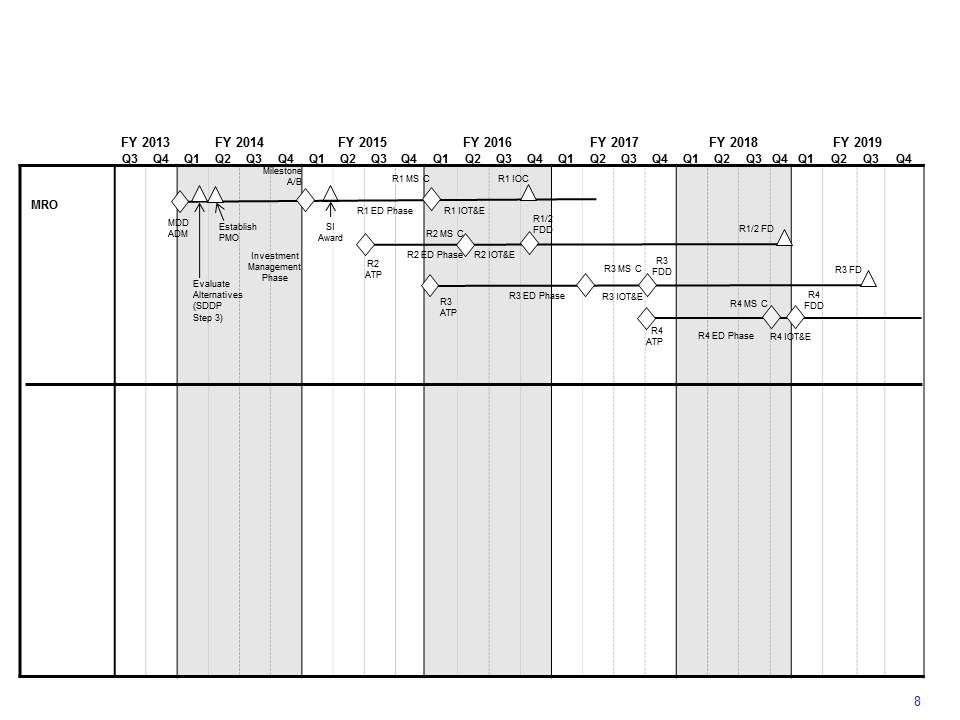 FY 2013 FY 2014 FY 2015 FY 2016 FY 2017 FY 2018 FY 2019
Q3 Q4 Q1 Q2 Q3 Q4 Q1 Q2 Q3 Q4 Q1 Q2 Q3 Q4 Q1 Q2 Q3 Q4 Q1 Q2 Q3 Q4 Q1 Q2 Q3 Q4
MRO
Milestone
A/B
R1 MS C
R1 IOC
MDD
ADM
Establish
PMO
SI
Award
R1 ED Phase
R1 IOT&E
Evaluate
Alternatives
(SDDP
Step 3)
Investment
Management
Phase
R2
ATP
R2 MS C
R2 ED Phase
R2 IOT&E
R1/2
FDD
R1/2 FD
R3
ATP
R3 ED Phase
R3 MS C
R3 IOT&E
R3
FDD
R3 FD
R4
ATP
R4 ED Phase
R4 MS C
R4 IOT&E
R4
FDD
8